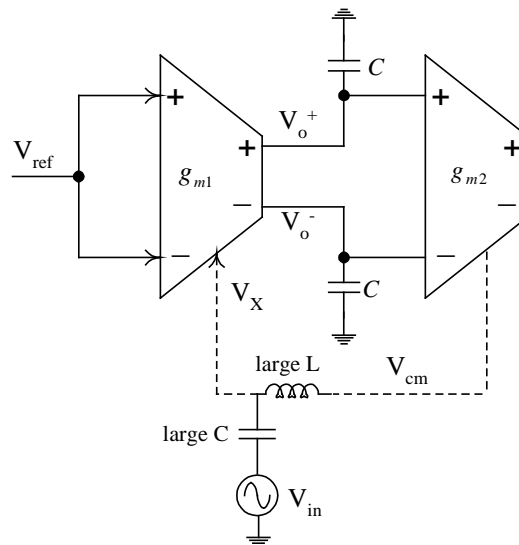 C
+
+
V_o^+
V_ref
+
+
g_m1
g_m2
−
−
V_o^-
−
−
C
V_X
large L
V_cm
large C
V_in